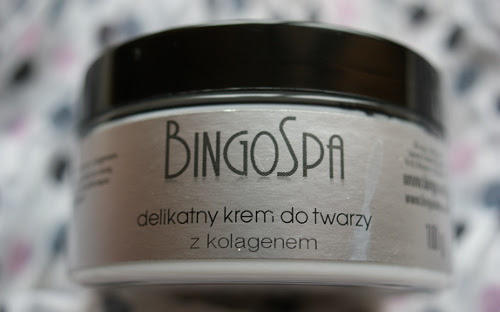 BINGOSPA
delikatny krem do twarzy
z kolagenem